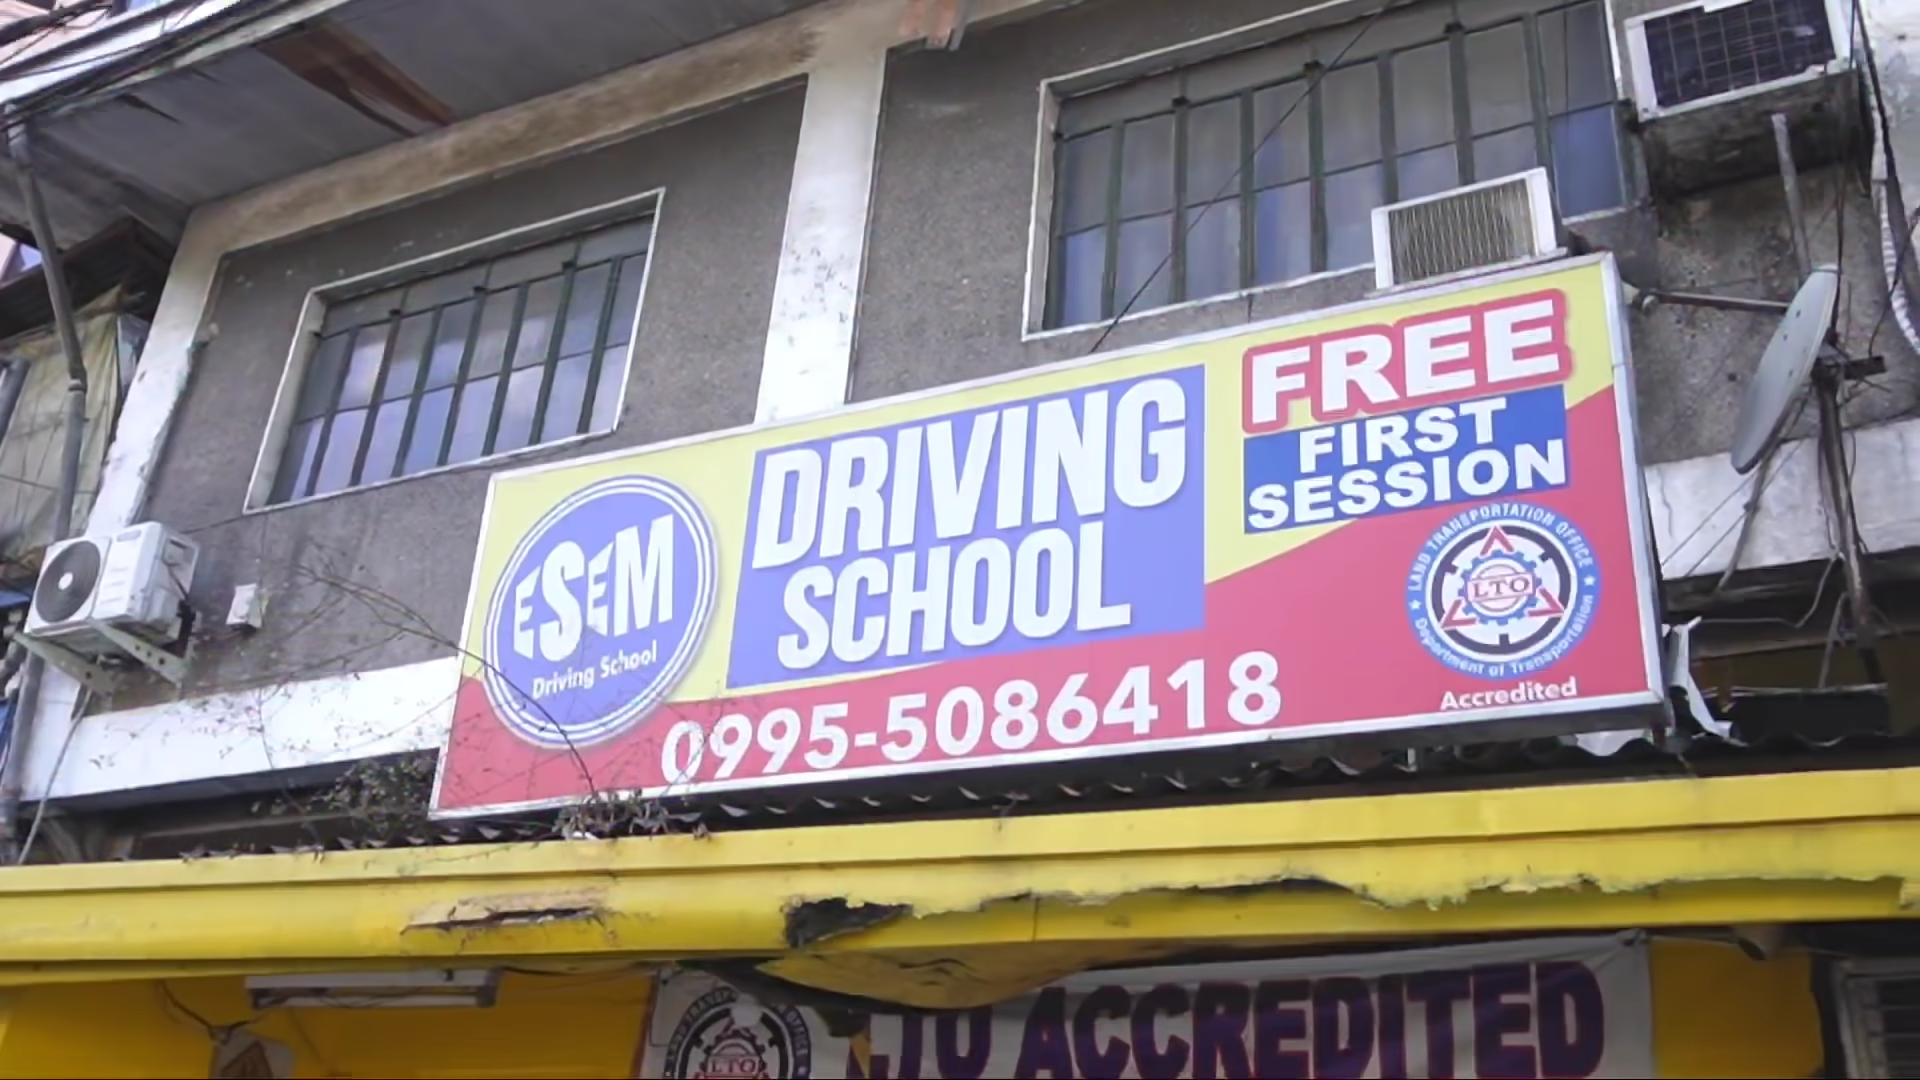 ESEM
Driving School
DRIVING
SCHOOL
0995-5086418
FREE
FIRST
SESSION
LAND TRANSPORTATION OFFICE
LTO
Department of Transportation
Accredited
LTO
ACCREDITED